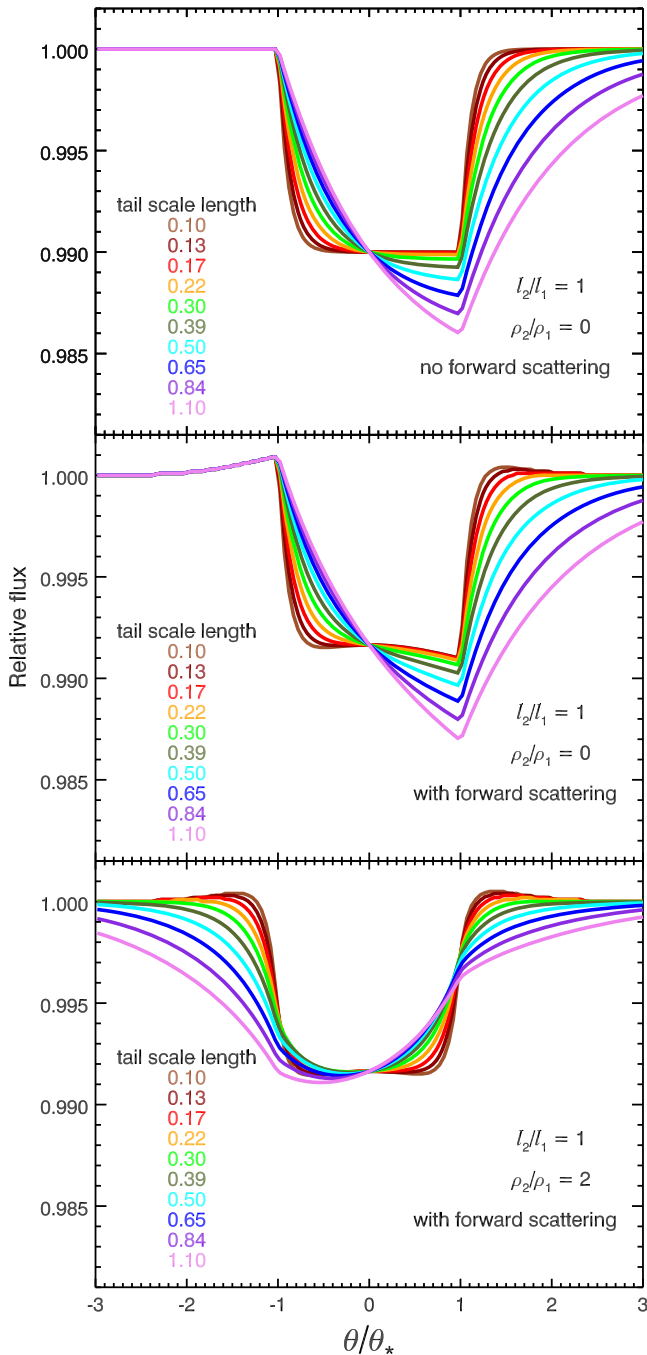 1.000
0.995
0.990
0.985
tail scale length
0.10
0.13
0.17
0.22
0.30
0.39
0.50
0.65
0.84
1.10
l₂/l₁ = 1
ρ₂/ρ₁ = 0
no forward scattering
Relative flux
1.000
0.995
0.990
0.985
tail scale length
0.10
0.13
0.17
0.22
0.30
0.39
0.50
0.65
0.84
1.10
l₂/l₁ = 1
ρ₂/ρ₁ = 0
with forward scattering
1.000
0.995
0.990
0.985
tail scale length
0.10
0.13
0.17
0.22
0.30
0.39
0.50
0.65
0.84
1.10
l₂/l₁ = 1
ρ₂/ρ₁ = 2
with forward scattering
-3 -2 -1 0 1 2 3
θ/θ*